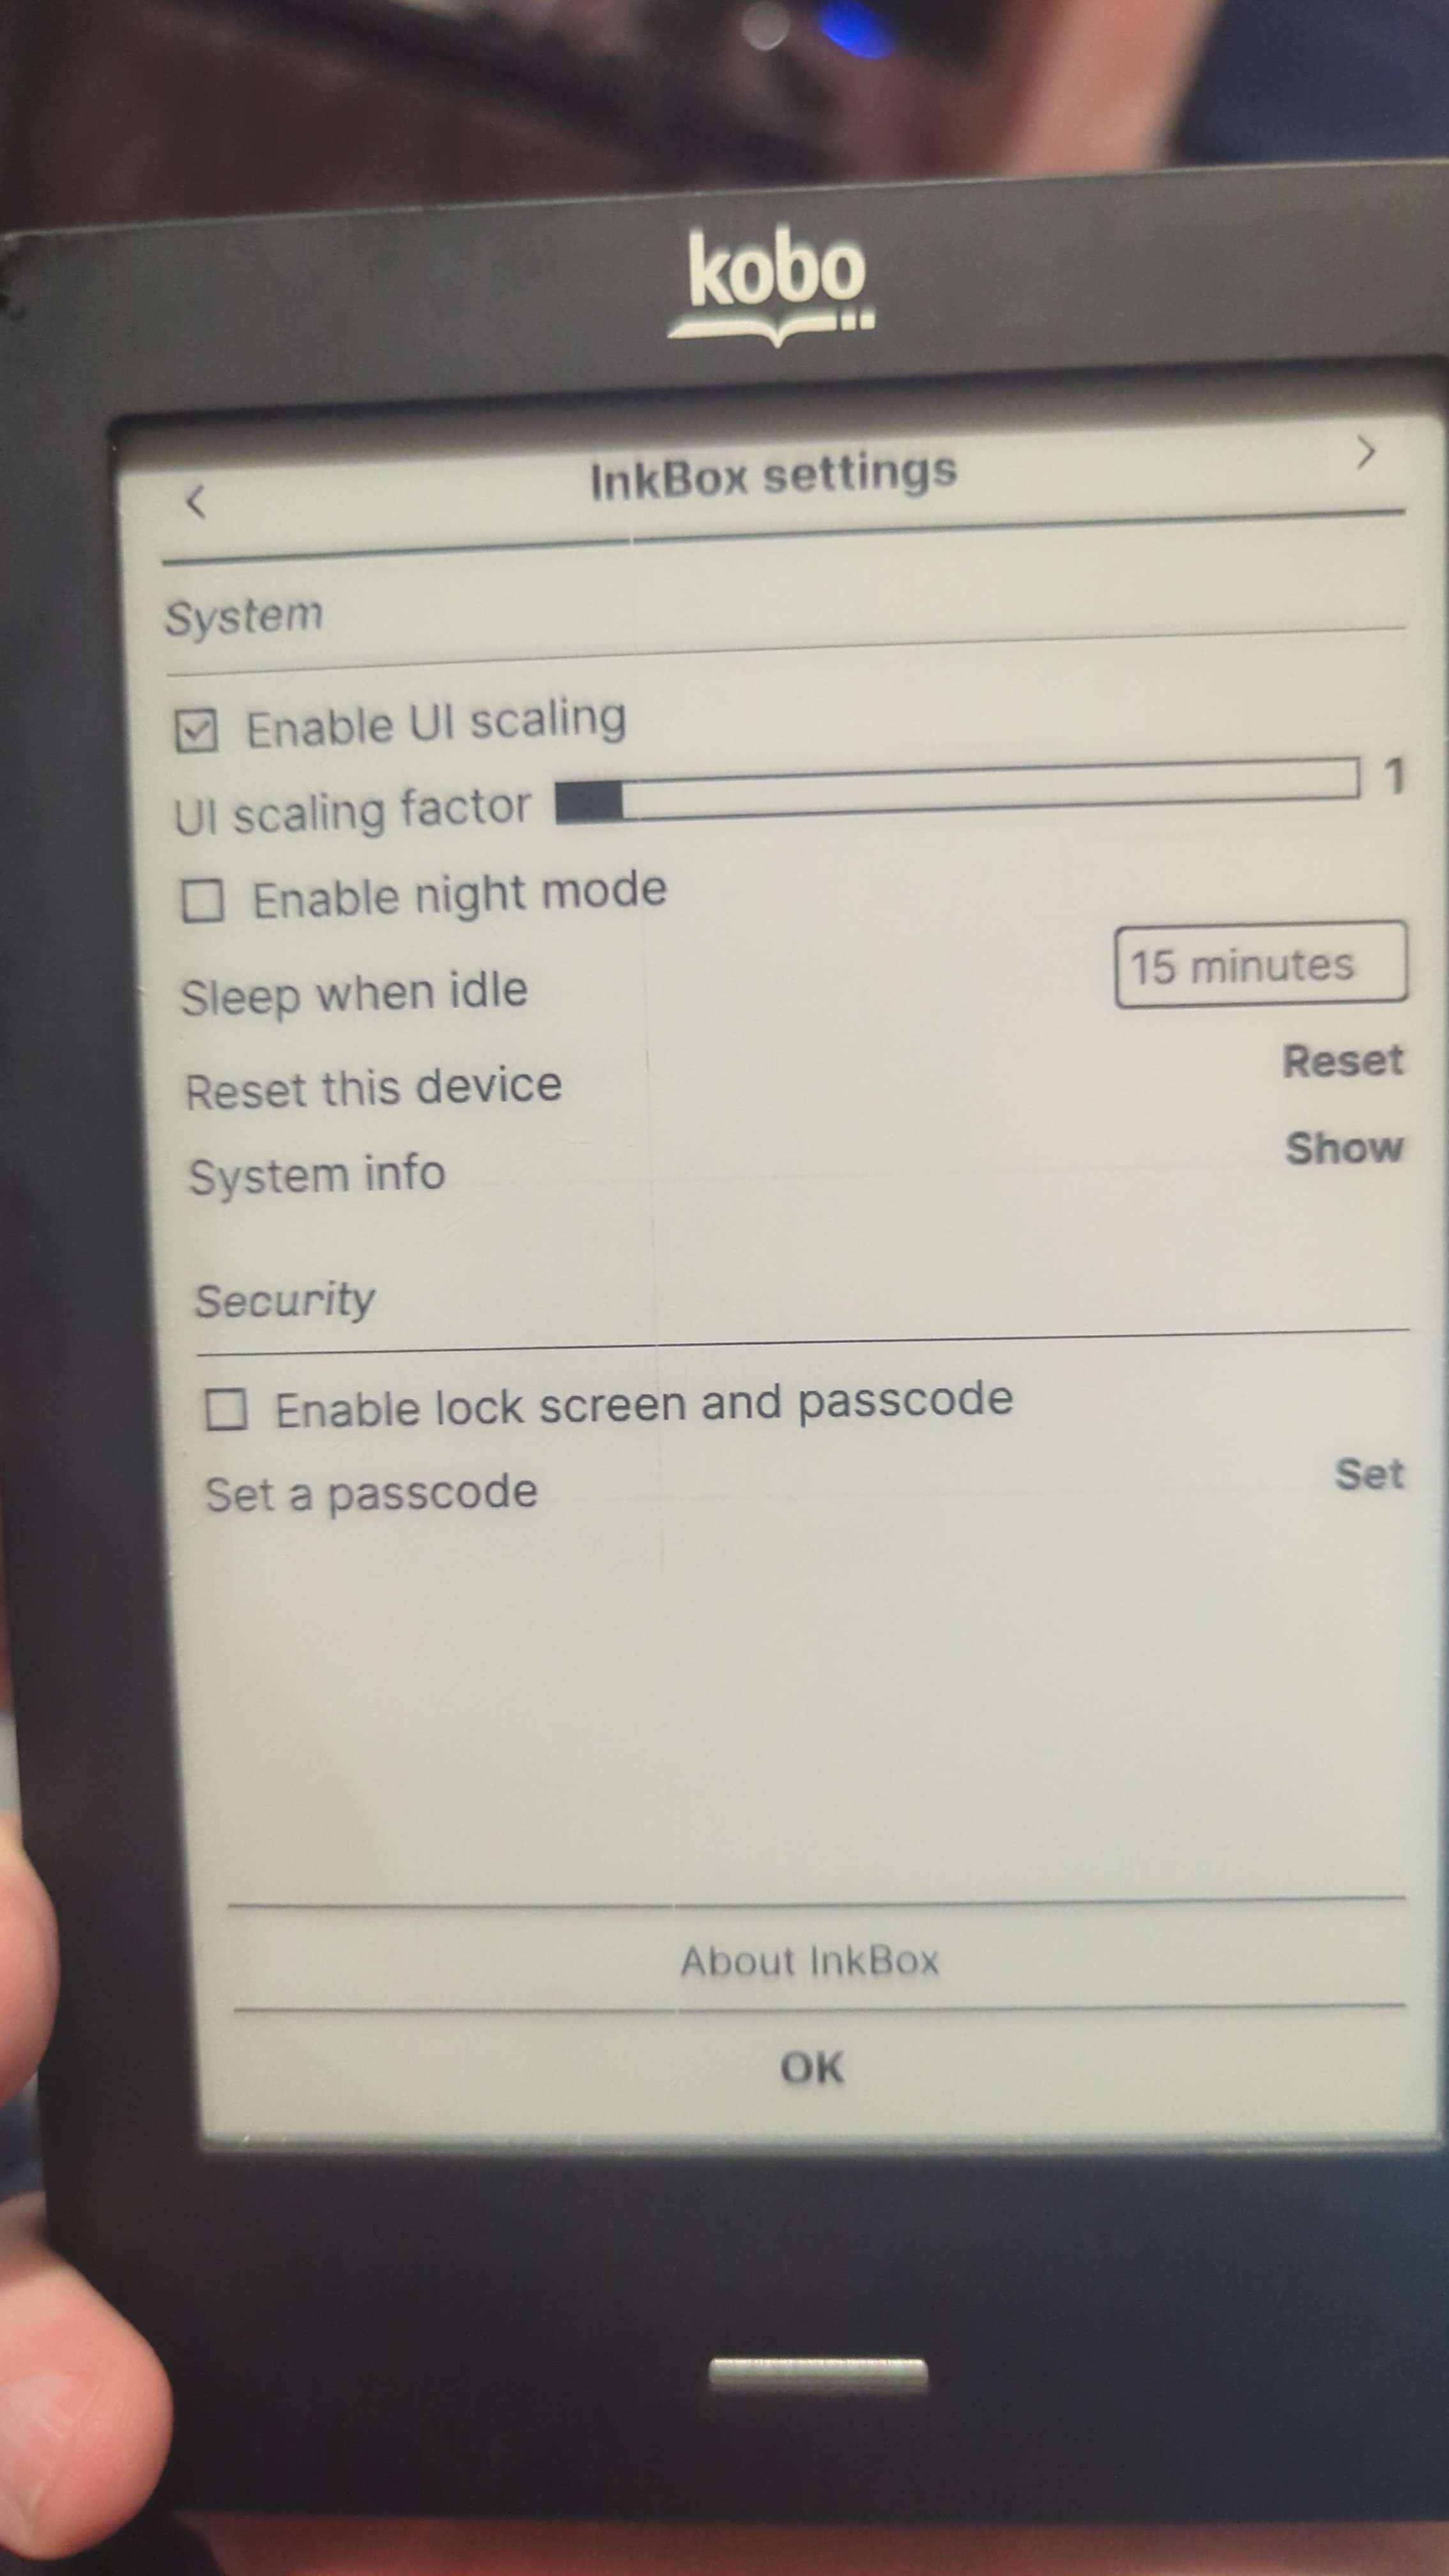 kobo
InkBox settings
System
Enable UI scaling
UI scaling factor 1
Enable night mode
Sleep when idle 15 minutes
Reset this device Reset
System info Show
Security
Enable lock screen and passcode
Set a passcode Set
About InkBox
OK